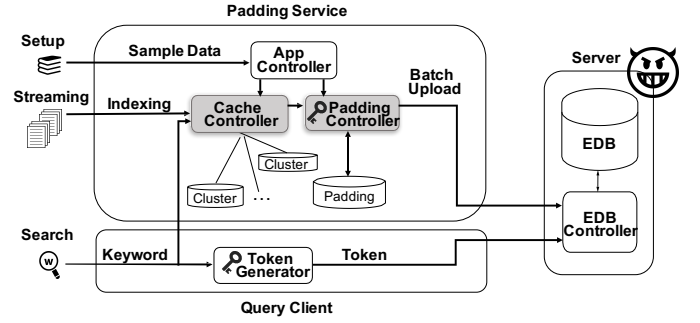 Padding Service
Setup
Sample Data
App
Controller
Server
Batch
Upload
Streaming
Indexing
Cache
Controller
Padding
Controller
EDB
Cluster
Cluster
...
Padding
EDB
Controller
Search
Keyword
Token
Generator
Token
W
Query Client